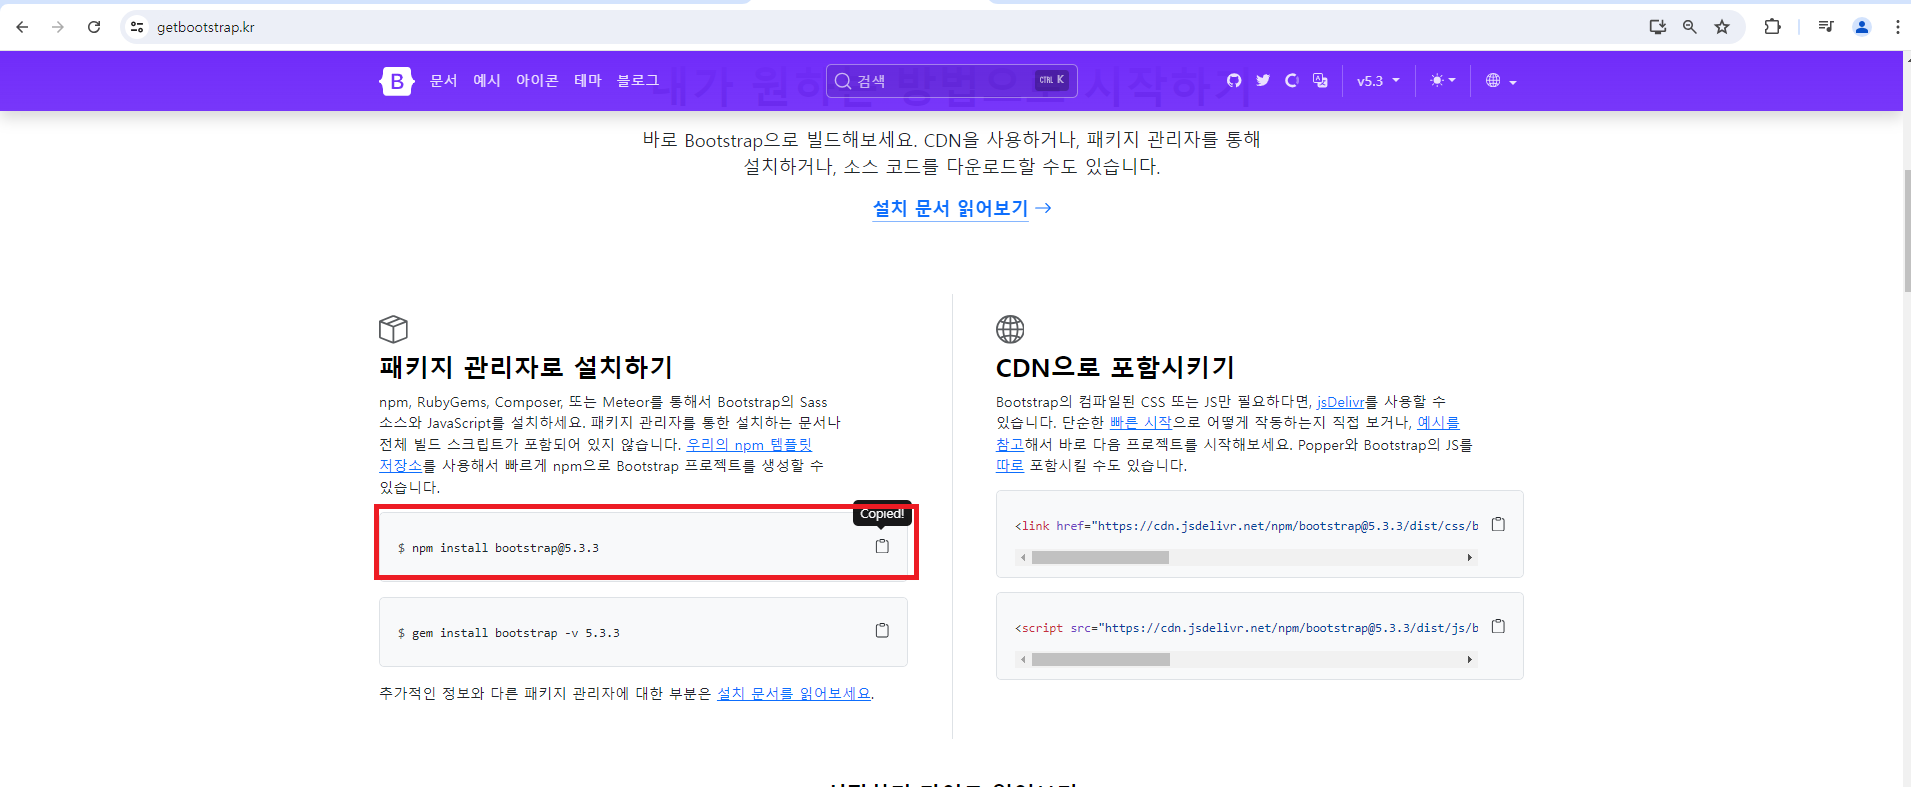 getbootstrap.kr
B 문서 예시 아이콘 테마 블로그 검색 CTRL K v5.3
내가 원하는 방법으로 시작하기
바로 Bootstrap으로 빌드해보세요. CDN을 사용하거나, 패키지 관리자를 통해
설치하거나, 소스 코드를 다운로드할 수도 있습니다.
설치 문서 읽어보기 →
패키지 관리자로 설치하기
npm, RubyGems, Composer, 또는 Meteor를 통해서 Bootstrap의 Sass
소스와 JavaScript를 설치하세요. 패키지 관리자를 통한 설치하는 문서나
전체 빌드 스크립트가 포함되어 있지 않습니다. 우리의 npm 템플릿
저장소를 사용해서 빠르게 npm으로 Bootstrap 프로젝트를 생성할 수
있습니다.
Copied!
$ npm install bootstrap@5.3.3
$ gem install bootstrap -v 5.3.3
추가적인 정보와 다른 패키지 관리자에 대한 부분은 설치 문서를 읽어보세요.
CDN으로 포함시키기
Bootstrap의 컴파일된 CSS 또는 JS만 필요하다면, jsDelivr를 사용할 수
있습니다. 단순한 빠른 시작으로 어떻게 작동하는지 직접 보거나, 예시를
참고해서 바로 다음 프로젝트를 시작해보세요. Popper와 Bootstrap의 JS를
따로 포함시킬 수도 있습니다.
<link href="https://cdn.jsdelivr.net/npm/bootstrap@5.3.3/dist/css/b
<script src="https://cdn.jsdelivr.net/npm/bootstrap@5.3.3/dist/js/b